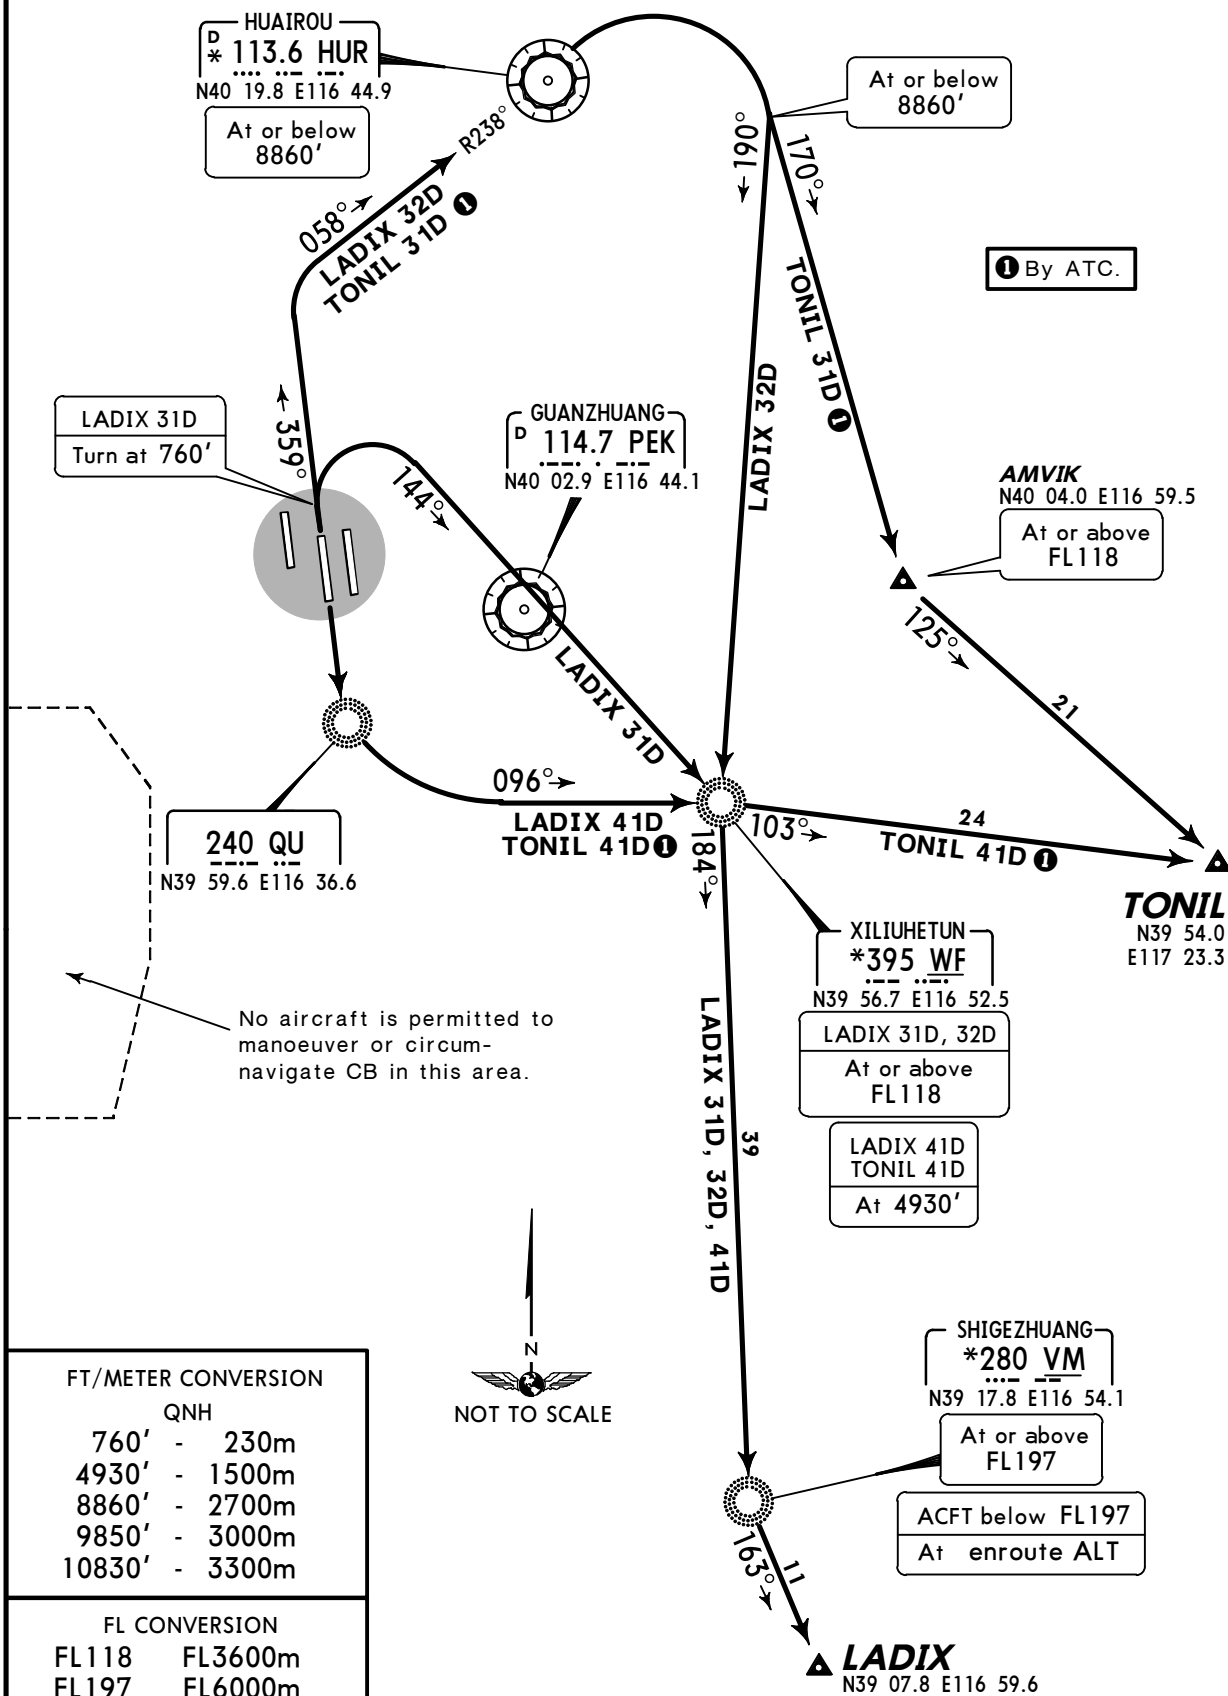 HUAIROU
D
* 113.6 HUR
N40 19.8 E116 44.9
At or below
8860'
R238°
At or below
8860'
190°
170°
058°
LADIX 32D
TONIL 31D 1
1 By ATC.
TONIL 31D 1
LADIX 32D
LADIX 31D
Turn at 760'
359°
144°
GUANZHUANG
D
114.7 PEK
N40 02.9 E116 44.1
AMVIK
N40 04.0 E116 59.5
At or above
FL118
125°
21
LADIX 31D
096°
LADIX 41D
TONIL 41D 1
240 QU
N39 59.6 E116 36.6
103°
24
TONIL 41D 1
184°
TONIL
N39 54.0
E117 23.3
XILIUHETUN
*395 WF
N39 56.7 E116 52.5
LADIX 31D, 32D
At or above
FL118
LADIX 41D
TONIL 41D
At 4930'
No aircraft is permitted to
manoeuver or circum-
navigate CB in this area.
LADIX 31D, 32D, 41D
39
N
NOT TO SCALE
SHIGEZHUANG
*280 VM
N39 17.8 E116 54.1
At or above
FL197
ACFT below FL197
At enroute ALT
163°
11
LADIX
N39 07.8 E116 59.6
FT/METER CONVERSION
QNH
760' - 230m
4930' - 1500m
8860' - 2700m
9850' - 3000m
10830' - 3300m
FL CONVERSION
FL118 FL3600m
FL197 FL6000m